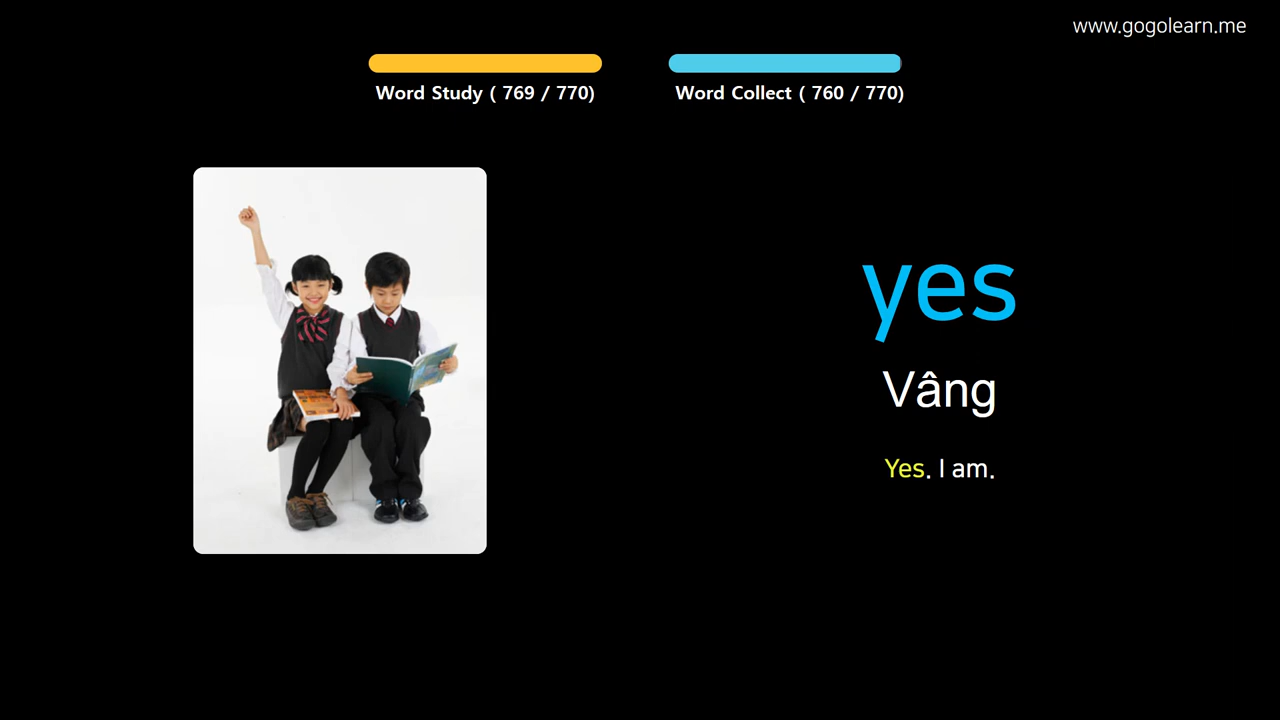 www.gogolearn.me
Word Study ( 769 / 770)
Word Collect ( 760 / 770)
yes
Vâng
Yes. I am.